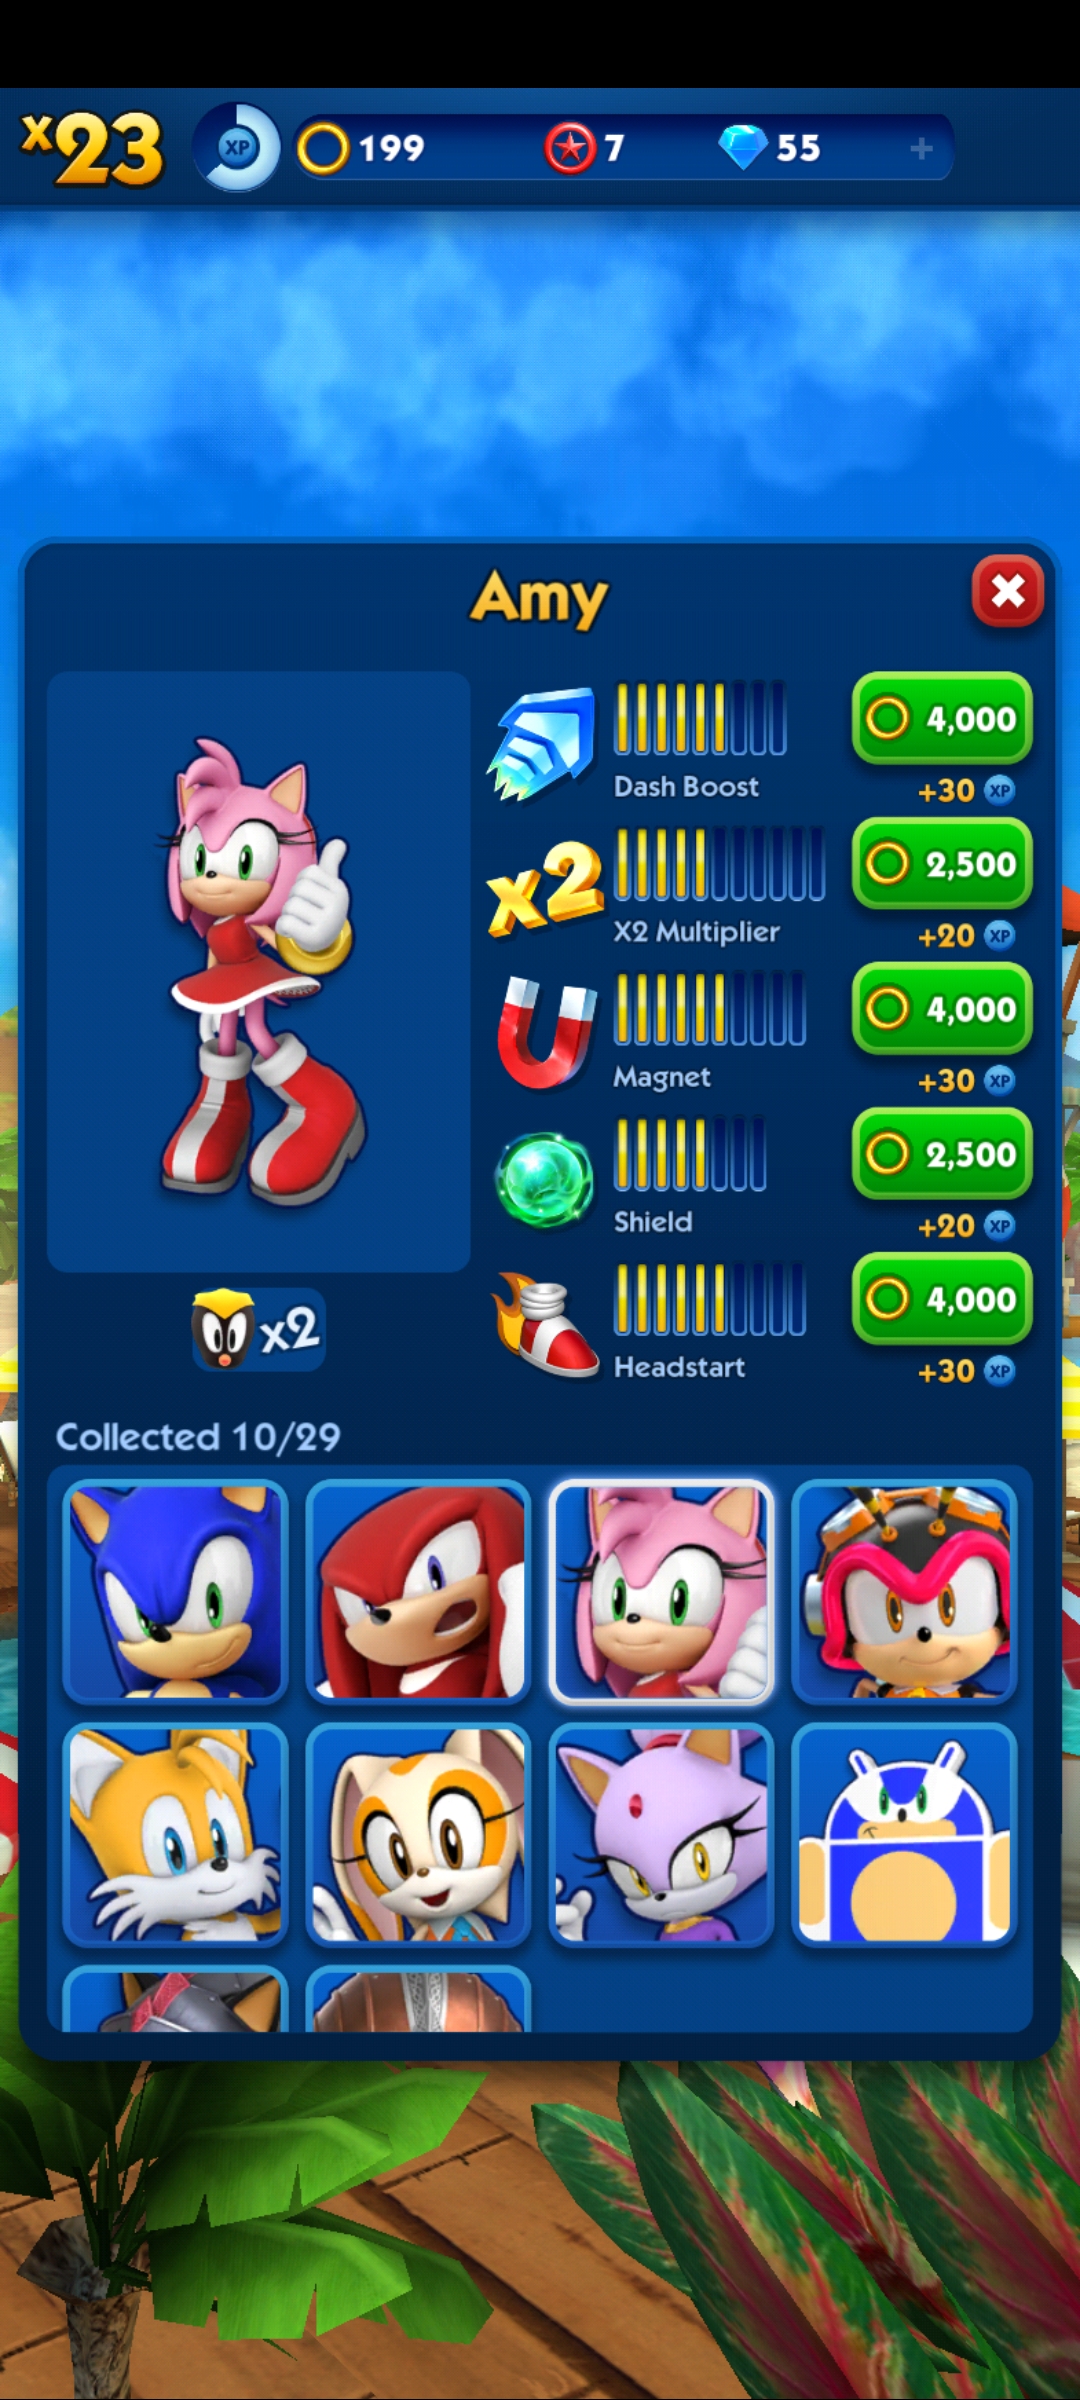 x23
XP
199
7
55
Amy
4,000
Dash Boost
+30 XP
x2
2,500
X2 Multiplier
+20 XP
4,000
Magnet
+30 XP
2,500
Shield
+20 XP
x2
4,000
Headstart
+30 XP
Collected 10/29